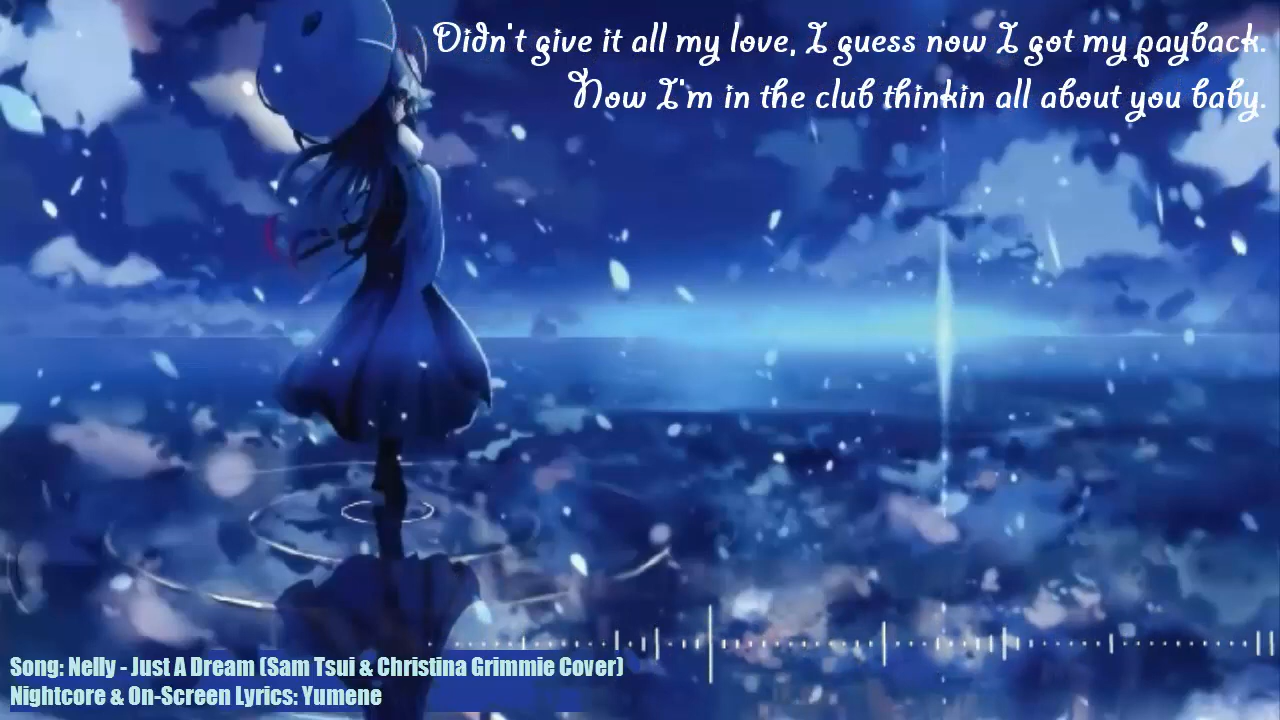 Didn't give it all my love, I guess now I got my payback.
Now I'm in the club thinkin all about you baby.
Song: Nelly - Just A Dream (Sam Tsui & Christina Grimmie Cover)
Nightcore & On-Screen Lyrics: Yumene